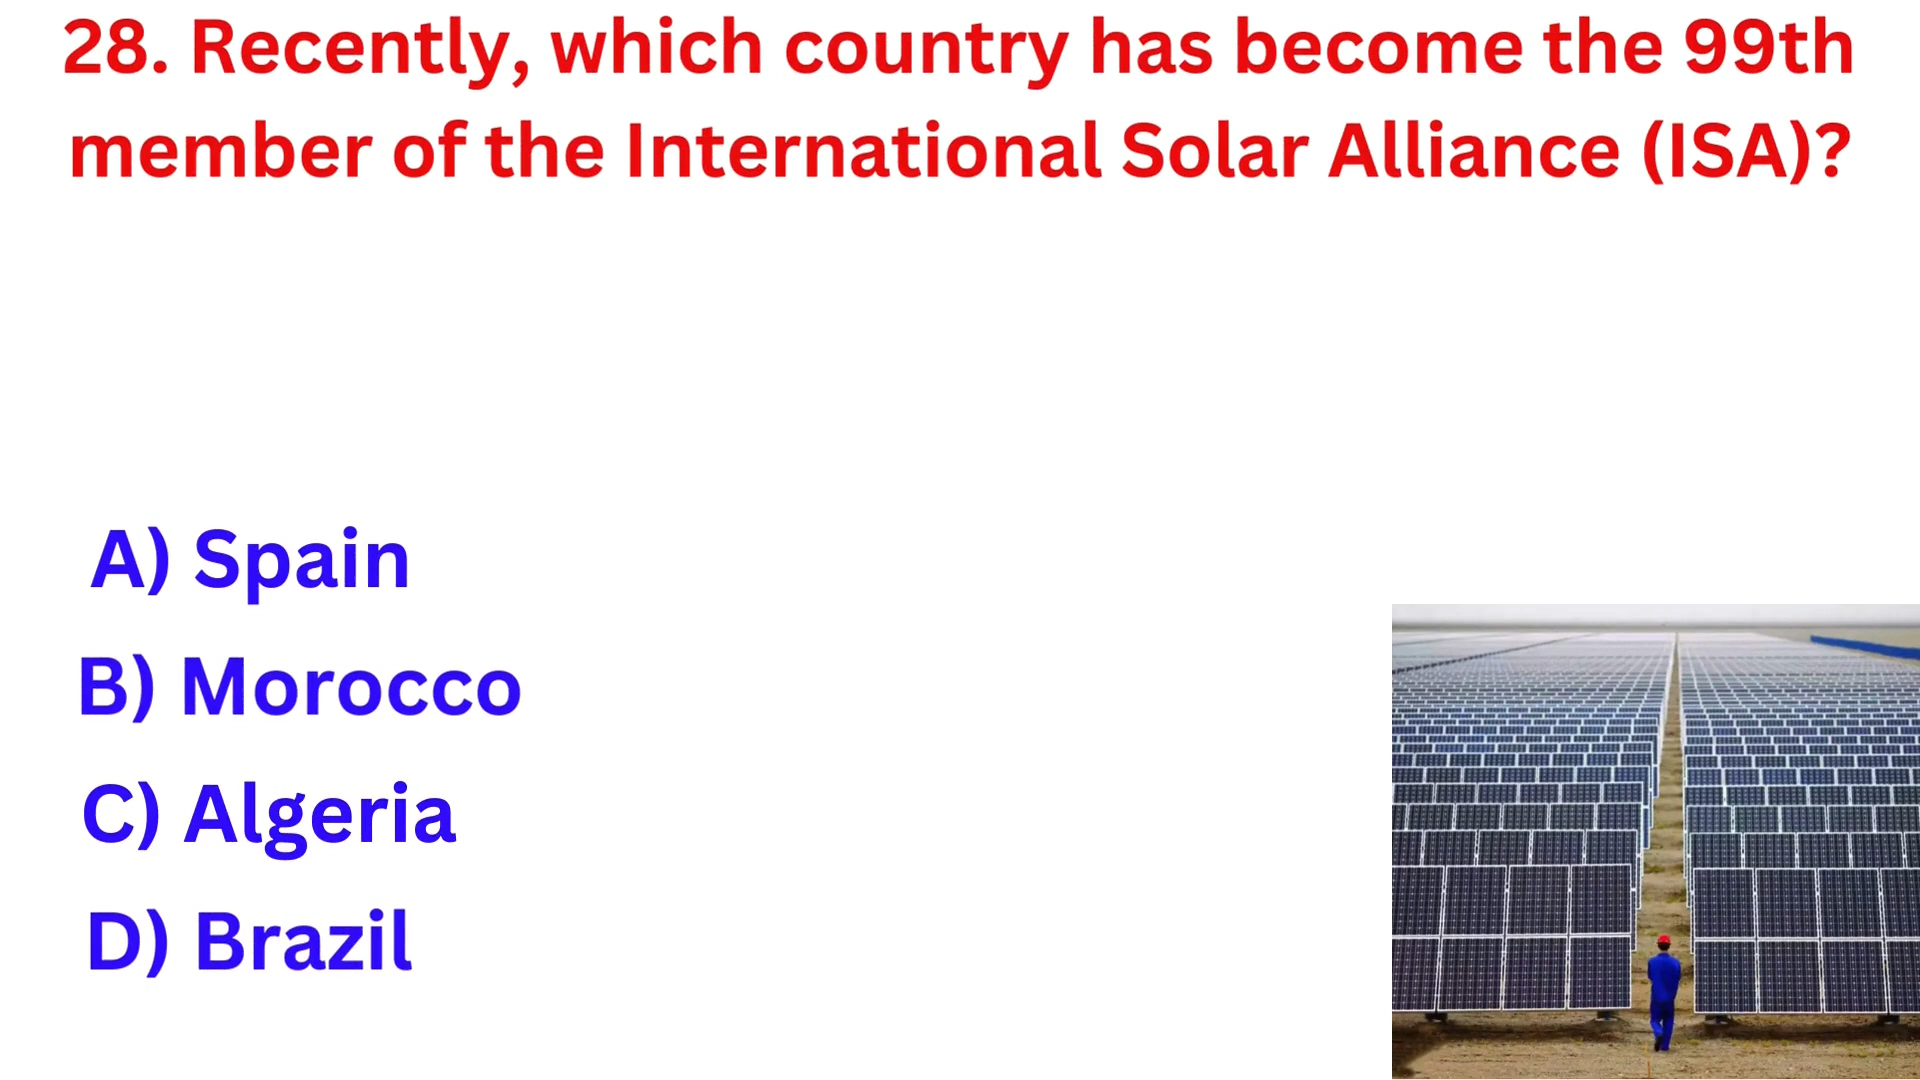 28. Recently, which country has become the 99th
member of the International Solar Alliance (ISA)?
A) Spain
B) Morocco
C) Algeria
D) Brazil